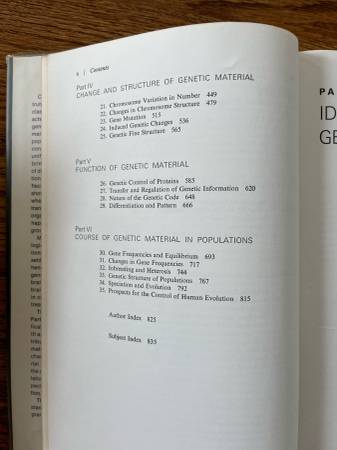 x | Contents
Part IV
CHANGE AND STRUCTURE OF GENETIC MATERIAL
21. Chromosome Variation in Number 449
22. Changes in Chromosome Structure 479
23. Gene Mutation 515
24. Induced Genetic Changes 536
25. Genetic Fine Structure 565
Part V
FUNCTION OF GENETIC MATERIAL
26. Genetic Control of Proteins 585
27. Transfer and Regulation of Genetic Information 620
28. Nature of the Genetic Code 648
29. Differentiation and Pattern 666
Part VI
COURSE OF GENETIC MATERIAL IN POPULATIONS
30. Gene Frequencies and Equilibrium 693
31. Changes in Gene Frequencies 717
32. Inbreeding and Heterosis 744
33. Genetic Structure of Populations 767
34. Speciation and Evolution 792
35. Prospects for the Control of Human Evolution 815
Author Index 825
Subject Index 835
PA
ID
GE